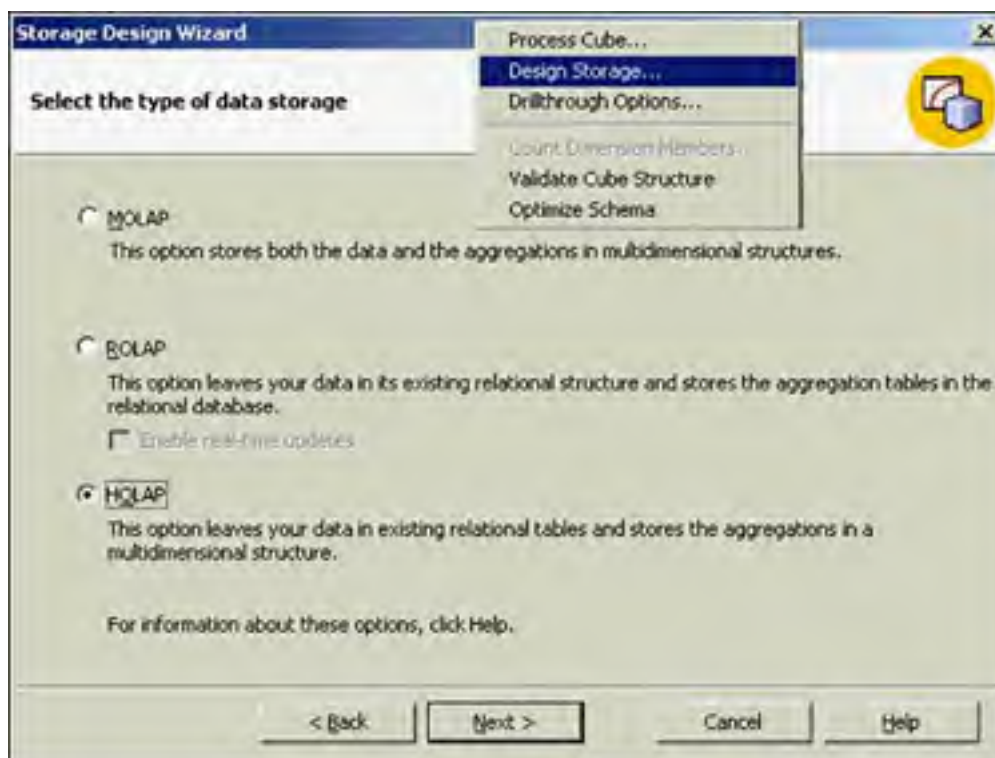 Storage Design Wizard
Select the type of data storage
Process Cube...
Design Storage...
Drillthrough Options...
Count Dimension Members...
Validate Cube Structure
Optimize Schema
MOLAP
This option stores both the data and the aggregations in multidimensional structures.
ROLAP
This option leaves your data in its existing relational structure and stores the aggregation tables in the
relational database.
Enable real-time updates
HOLAP
This option leaves your data in existing relational tables and stores the aggregations in a
multidimensional structure.
For information about these options, click Help.
< Back
Next >
Cancel
Help